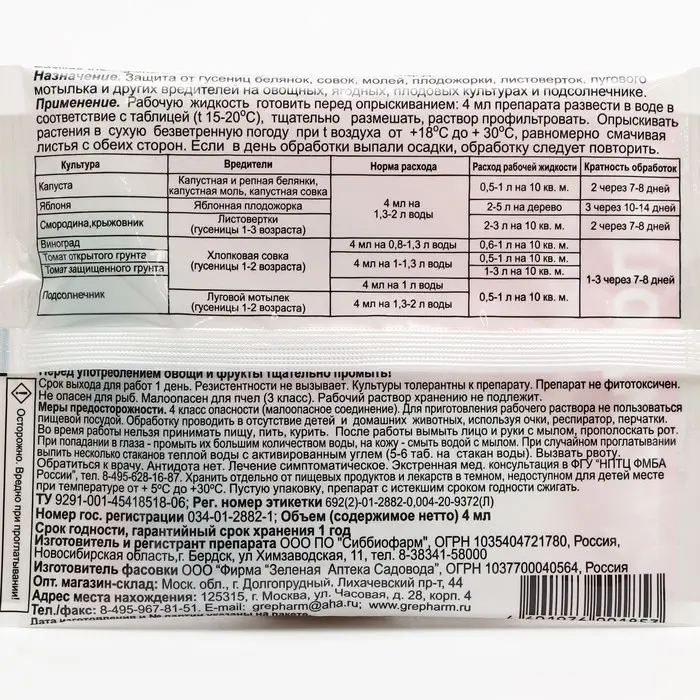 Назначение. Защита от гусениц белянок, совок, молей, плодожорки, листоверток, лугового
мотылька и других вредителей на овощных, ягодных, плодовых культурах и подсолнечнике.
Применение. Рабочую жидкость готовить перед опрыскиванием: 4 мл препарата развести в воде в
соответствие с таблицей (t 15-20⁰С), тщательно размешать, раствор профильтровать. Опрыскивать
растения в сухую безветренную погоду при t воздуха от +18⁰С до + 30⁰С, равномерно смачивая
листья с обеих сторон. Если в день обработки выпали осадки, обработку следует повторить.
Культура Вредители Норма расхода Расход рабочей жидкости Кратность обработок
Капуста Капустная и репная белянки, капустная моль, капустная совка 4 мл на 1,3-2 л воды 0,5-1 л на 10 кв. м. 2 через 7-8 дней
Яблоня Яблонная плодожорка 2-5 л на дерево 3 через 10-14 дней
Смородина,крыжовник Листовертки (гусеницы 1-3 возраста) 2-3 л на 10 кв. м. 2 через 7-8 дней
Виноград Хлопковая совка (гусеницы 1-2 возраста) 4 мл на 0,8-1,3 л воды 0,6-1 л на 10 кв. м. 1-3 через 7-8 дней
Томат открытого грунта 4 мл на 1-1,3л воды 0,5-1 л на 10 кв. м.
Томат защищенного грунта 1-3 л на 10 кв. м.
Подсолнечник 4 мл на 1 л воды 0,5-1 л на 10 кв. м.
Луговой мотылек (гусеницы 1-2 возраста) 4 мл на 1,3-2 л воды
Перед употреблением овощи и фрукты тщательно промыть!
Срок выхода для работ 1 день. Резистентности не вызывает. Культуры толерантны к препарату. Препарат не фитотоксичен.
Не опасен для рыб. Малоопасен для пчел (3 класс). Рабочий раствор хранению не подлежит.
Меры предосторожности. 4 класс опасности (малоопасное соединение). Для приготовления рабочего раствора не пользоваться
пищевой посудой. Обработку проводить в отсутствие детей и домашних животных, используя очки, респиратор, перчатки.
Во время работы нельзя принимать пищу, пить, курить. После работы вымыть лицо и руки с мылом, прополоскать рот.
При попадании в глаза - промыть их большим количеством воды, на кожу - смыть водой с мылом. При случайном проглатывании
выпить несколько стаканов теплой воды с активированным углем (5-6 таб. на стакан воды). Вызвать рвоту.
Обратиться к врачу. Антидота нет. Лечение симптоматическое. Экстренная мед. консультация в ФГУ "НПТЦ ФМБА
России", тел. 8-495-628-16-87. Хранить отдельно от пищевых продуктов и лекарств в темном, недоступном для детей месте
при температуре от + 5⁰С до +30⁰С. Пустую упаковку, препарат с истекшим сроком годности сжигать.
ТУ 9291-001-45418518-06; Рег. номер этикетки 692(2)-01-2882-0,004-20-9372(Л)
Номер гос. регистрации 034-01-2882-1; Объем (содержимое нетто) 4 мл
Срок годности, гарантийный срок хранения 1 год
Изготовитель и регистрант препарата ООО ПО "Сиббиофарм", ОГРН 1035404721780, Россия,
Новосибирская область,г. Бердск, ул Химзаводская, 11, тел. 8-38341-58000
Изготовитель фасовки ООО "Фирма "Зеленая Аптека Садовода", ОГРН 1037700040564, Россия
Опт. магазин-склад: Моск. обл., г. Долгопрудный, Лихачевский пр-т, 44
Адрес места нахождения: 125315, г. Москва, ул. Часовая, д. 28, корп. 4
Тел./факс: 8-495-967-81-51. E-mail: grepharm@aha.ru; www.grepharm.ru
Дата изготовления и № указаны на пакете
Осторожно. Вредно при проглатывании!